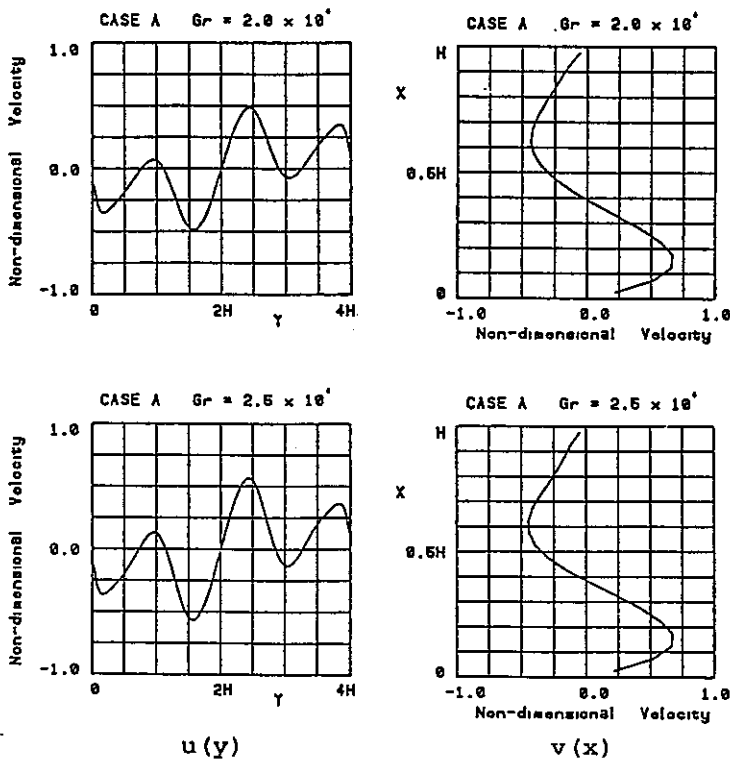 CASE A Gr = 2.0 × 10⁴
1.0
0.0
-1.0
Non-dimensional Velocity
0 2H 4H
Y
CASE A .Gr = 2.0 × 10⁴
H
X
0.5H
0
-1.0 0.0 1.0
Non-dimensional Velocity
CASE A Gr = 2.5 × 10⁴
1.0
0.0
-1.0
Non-dimensional Velocity
0 2H 4H
Y
CASE A Gr = 2.5 × 10⁴
H
X
0.5H
0
-1.0 0.0 1.0
Non-dimensional Velocity
u(y)
v(x)